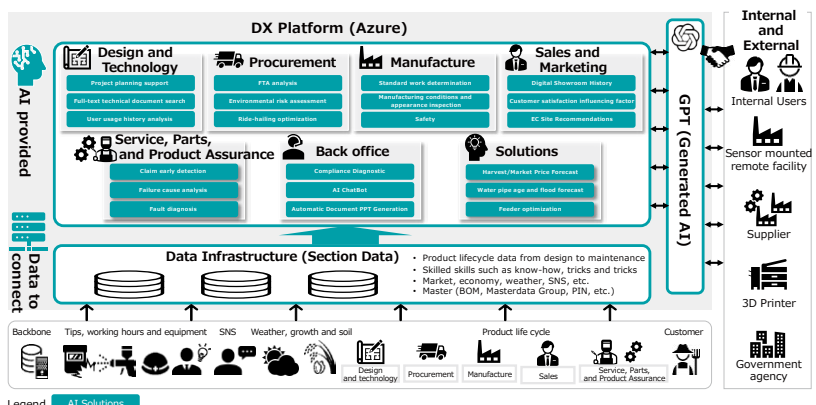 DX Platform (Azure)
AI provided
Data to
connect
Design and
Technology
Project planning support
Full-text technical document search
User usage history analysis
Procurement
FTA analysis
Environmental risk assessment
Ride-hailing optimization
Manufacture
Standard work determination
Manufacturing conditions and
appearance inspection
Safety
Sales and
Marketing
Digital Showroom History
Customer satisfaction influencing factor
EC Site Recommendations
Service, Parts,
and Product Assurance
Claim early detection
Failure cause analysis
Fault diagnosis
Back office
Compliance Diagnostic
AI ChatBot
Automatic Document PPT Generation
Solutions
Harvest/Market Price Forecast
Water pipe age and flood forecast
Feeder optimization
GPT (Generated AI)
Data Infrastructure (Section Data)
• Product lifecycle data from design to maintenance
• Skilled skills such as know-how, tricks and tricks
• Market, economy, weather, SNS, etc.
• Master (BOM, Masterdata Group, PIN, etc.)
Backbone
Tips, working hours and equipment
SNS
Weather, growth and soil
Product life cycle
Customer
Design
and technology
Procurement
Manufacture
Sales
Service, Parts,
and Product Assurance
Internal
and
External
Internal Users
Sensor mounted
remote facility
Supplier
3D Printer
Government
agency
Legend
AI Solutions